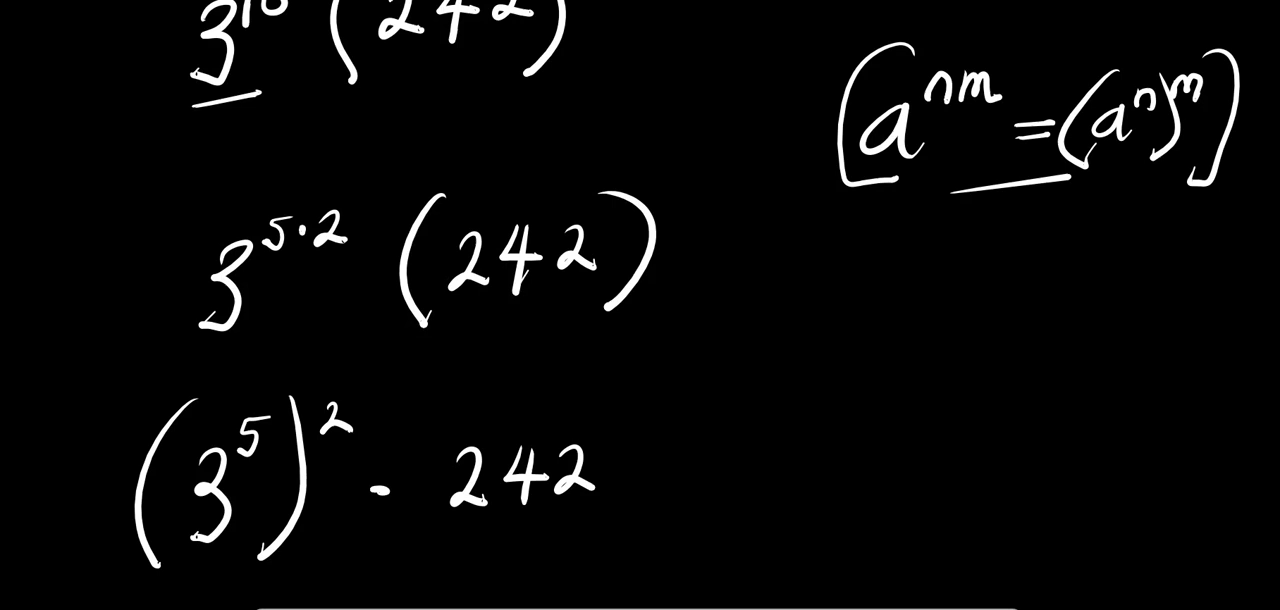 3^10 (242)
[a^nm = (a^n)^m]
3^5·2 (242)
(3^5)^2 · 242